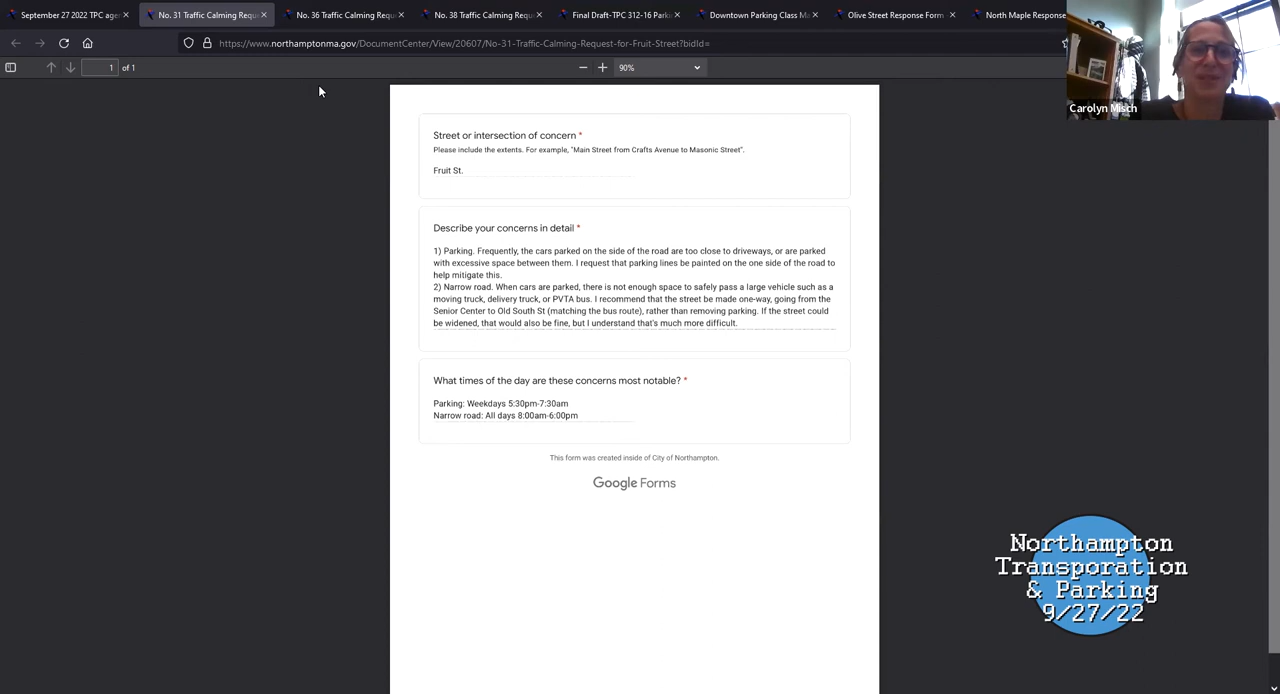 September 27 2022 TPC age
No. 31 Traffic Calming Requ
No. 36 Traffic Calming Requ
No. 38 Traffic Calming Requ
Final Draft-TPC 312-16 Park
Downtown Parking Class M
Olive Street Response Form
North Maple Response
https://www.northamptonma.gov/DocumentCenter/View/20607/No-31-Traffic-Calming-Request-for-Fruit-Street?bidId=
1 of 1
90%
Carolyn Misch
Street or intersection of concern *
Please include the extents. For example, "Main Street from Crafts Avenue to Masonic Street".
Fruit St.
Describe your concerns in detail *
1) Parking. Frequently, the cars parked on the side of the road are too close to driveways, or are parked
with excessive space between them. I request that parking lines be painted on the one side of the road to
help mitigate this.
2) Narrow road. When cars are parked, there is not enough space to safely pass a large vehicle such as a
moving truck, delivery truck, or PVTA bus. I recommend that the street be made one-way, going from the
Senior Center to Old South St (matching the bus route), rather than removing parking. If the street could
be widened, that would also be fine, but I understand that's much more difficult.
What times of the day are these concerns most notable? *
Parking: Weekdays 5:30pm-7:30am
Narrow road: All days 8:00am-6:00pm
This form was created inside of City of Northampton.
Google Forms
Northampton
Transporation
& Parking
9/27/22